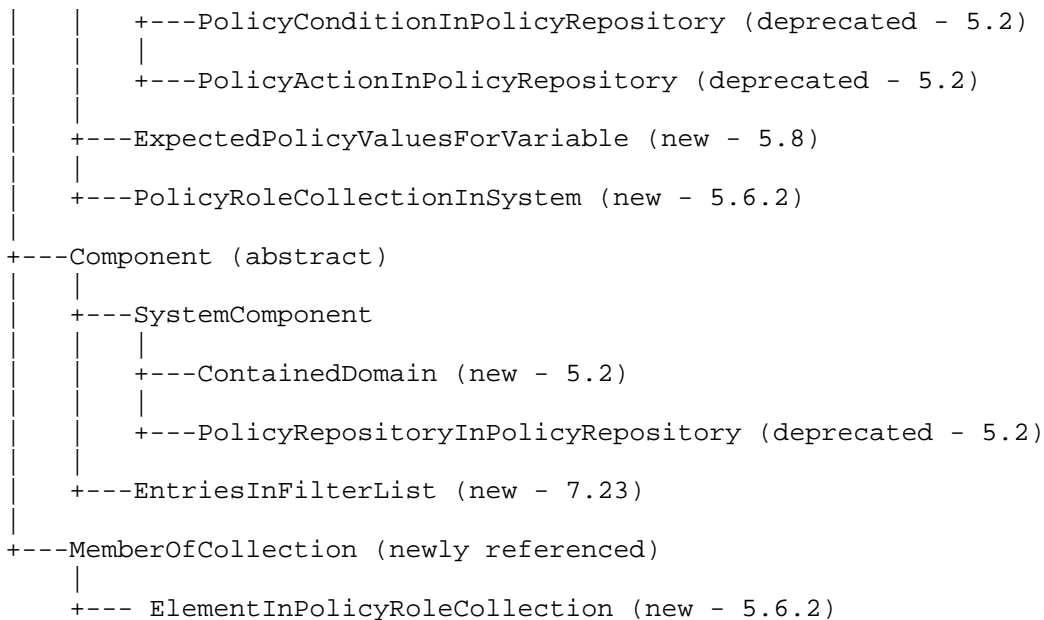 |   |   +---PolicyConditionInPolicyRepository (deprecated - 5.2)
|   |   |
|   |   +---PolicyActionInPolicyRepository (deprecated - 5.2)
|   |
|   +---ExpectedPolicyValuesForVariable (new - 5.8)
|   |
|   +---PolicyRoleCollectionInSystem (new - 5.6.2)
|
+---Component (abstract)
|   |
|   +---SystemComponent
|   |   |
|   |   +---ContainedDomain (new - 5.2)
|   |   |
|   |   +---PolicyRepositoryInPolicyRepository (deprecated - 5.2)
|   |
|   +---EntriesInFilterList (new - 7.23)
|
+---MemberOfCollection (newly referenced)
    |
    +--- ElementInPolicyRoleCollection (new - 5.6.2)